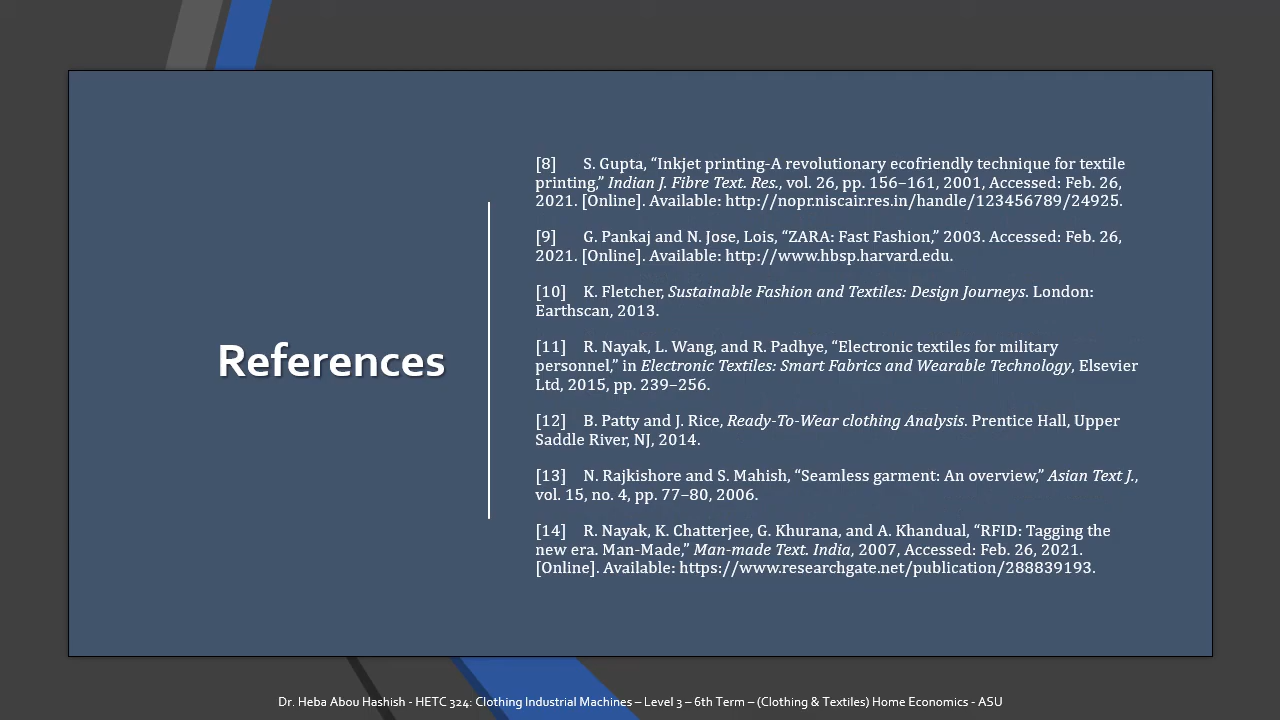 References
[8] S. Gupta, “Inkjet printing-A revolutionary ecofriendly technique for textile
printing,” Indian J. Fibre Text. Res., vol. 26, pp. 156–161, 2001, Accessed: Feb. 26,
2021. [Online]. Available: http://nopr.niscair.res.in/handle/123456789/24925.
[9] G. Pankaj and N. Jose, Lois, “ZARA: Fast Fashion,” 2003. Accessed: Feb. 26,
2021. [Online]. Available: http://www.hbsp.harvard.edu.
[10] K. Fletcher, Sustainable Fashion and Textiles: Design Journeys. London:
Earthscan, 2013.
[11] R. Nayak, L. Wang, and R. Padhye, “Electronic textiles for military
personnel,” in Electronic Textiles: Smart Fabrics and Wearable Technology, Elsevier
Ltd, 2015, pp. 239–256.
[12] B. Patty and J. Rice, Ready-To-Wear clothing Analysis. Prentice Hall, Upper
Saddle River, NJ, 2014.
[13] N. Rajkishore and S. Mahish, “Seamless garment: An overview,” Asian Text J.,
vol. 15, no. 4, pp. 77–80, 2006.
[14] R. Nayak, K. Chatterjee, G. Khurana, and A. Khandual, “RFID: Tagging the
new era. Man-Made,” Man-made Text. India, 2007, Accessed: Feb. 26, 2021.
[Online]. Available: https://www.researchgate.net/publication/288839193.
Dr. Heba Abou Hashish - HETC 324: Clothing Industrial Machines – Level 3 – 6th Term – (Clothing & Textiles) Home Economics - ASU